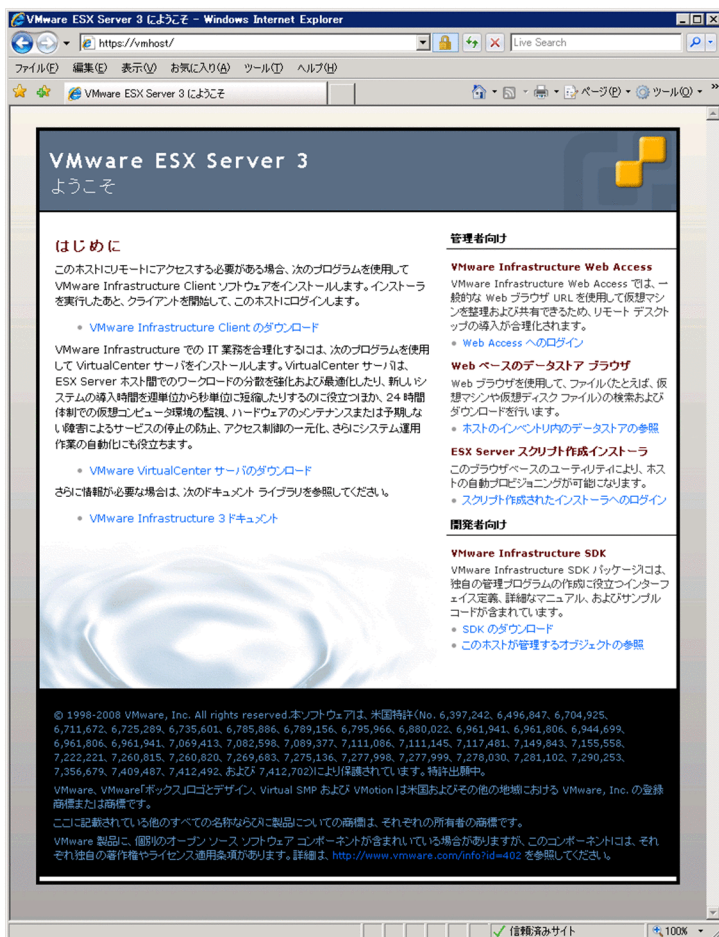 VMware ESX Server 3 にようこそ - Windows Internet Explorer
https://vmhost/
Live Search
ファイル(F) 編集(E) 表示(V) お気に入り(A) ツール(T) ヘルプ(H)
VMware ESX Server 3 にようこそ
ページ(P) ツール(O)
VMware ESX Server 3
ようこそ
はじめに
このホストにリモートにアクセスする必要がある場合、次のプログラムを使用して
VMware Infrastructure Client ソフトウェアをインストールします。インストーラ
を実行したあと、クライアントを開始して、このホストにログインします。
VMware Infrastructure Client のダウンロード
VMware Infrastructure での IT 業務を合理化するには、次のプログラムを使用
して VirtualCenter サーバをインストールします。VirtualCenter サーバは、
ESX Server ホスト間でのワークロードの分散を強化および最適化したり、新しいシ
ステムの導入時間を週単位から秒単位に短縮したりするのに役立つほか、24 時間
体制での仮想コンピュータ環境の監視、ハードウェアのメンテナンスまたは予期しな
い障害によるサービスの停止の防止、アクセス制御の一元化、さらにシステム運用
作業の自動化にも役立ちます。
VMware VirtualCenter サーバのダウンロード
さらに情報が必要な場合は、次のドキュメント ライブラリを参照してください。
VMware Infrastructure 3 ドキュメント
管理者向け
VMware Infrastructure Web Access
VMware Infrastructure Web Access では、一
般的な Web ブラウザ URL を使用して仮想マシ
ンを整理および共有できるため、リモート デスクト
ップの導入が合理化されます。
Web Access へのログイン
Web ベースのデータストア ブラウザ
Web ブラウザを使用して、ファイル(たとえば、仮
想マシンや仮想ディスク ファイル)の検索および
ダウンロードを行います。
ホストのインベントリ内のデータストアの参照
ESX Server スクリプト作成インストーラ
このブラウザベースのユーティリティにより、ホス
トの自動プロビジョニングが可能になります。
スクリプト作成されたインストーラへのログイン
開発者向け
VMware Infrastructure SDK
VMware Infrastructure SDK パッケージには、
独自の管理プログラムの作成に役立つインターフ
ェイス定義、詳細なマニュアル、およびサンプル
コードが含まれています。
SDK のダウンロード
このホストが管理するオブジェクトの参照
© 1998-2008 VMware, Inc. All rights reserved.本ソフトウェアは、米国特許(No. 6,397,242, 6,496,847, 6,704,925,
6,711,672, 6,725,289, 6,735,601, 6,785,886, 6,789,156, 6,795,966, 6,880,022, 6,961,941, 6,961,806, 6,944,699,
6,961,806, 6,961,941, 7,069,413, 7,082,598, 7,089,377, 7,111,086, 7,111,145, 7,117,481, 7,149,843, 7,155,558,
7,222,221, 7,260,815, 7,260,820, 7,269,683, 7,275,136, 7,277,998, 7,277,999, 7,278,030, 7,281,102, 7,290,253,
7,356,679, 7,409,487, 7,412,492, および 7,412,702)により保護されています。特許出願中。
VMware、VMware「ボックス」ロゴとデザイン、Virtual SMP および VMotion は米国およびその他の地域における VMware, Inc. の登録
商標または商標です。
ここに記載されている他のすべての名称ならびに製品についての商標は、それぞれの所有者の商標です。
VMware 製品に、個別のオープン ソース ソフトウェア コンポーネントが含まれいている場合がありますが、このコンポーネントには、それ
ぞれ独自の著作権やライセンス適用条項があります。詳細は、http://www.vmware.com/info?id=402 を参照してください。
信頼済みサイト 100%